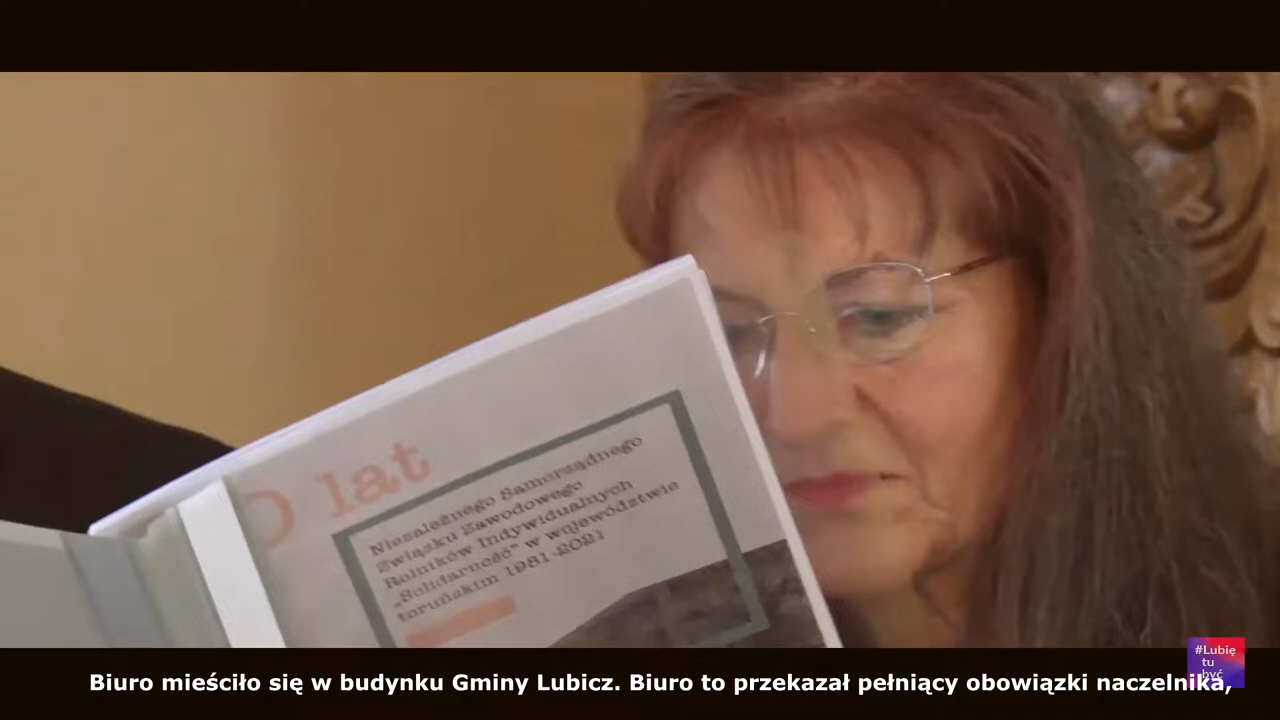 0 lat
Niezależnego Samorządnego
Związku Zawodowego
Rolników Indywidualnych
„Solidarność” w województwie
toruńskim 1981-2021
#Lubię
tu
być
Biuro mieściło się w budynku Gminy Lubicz. Biuro to przekazał pełniący obowiązki naczelnika,